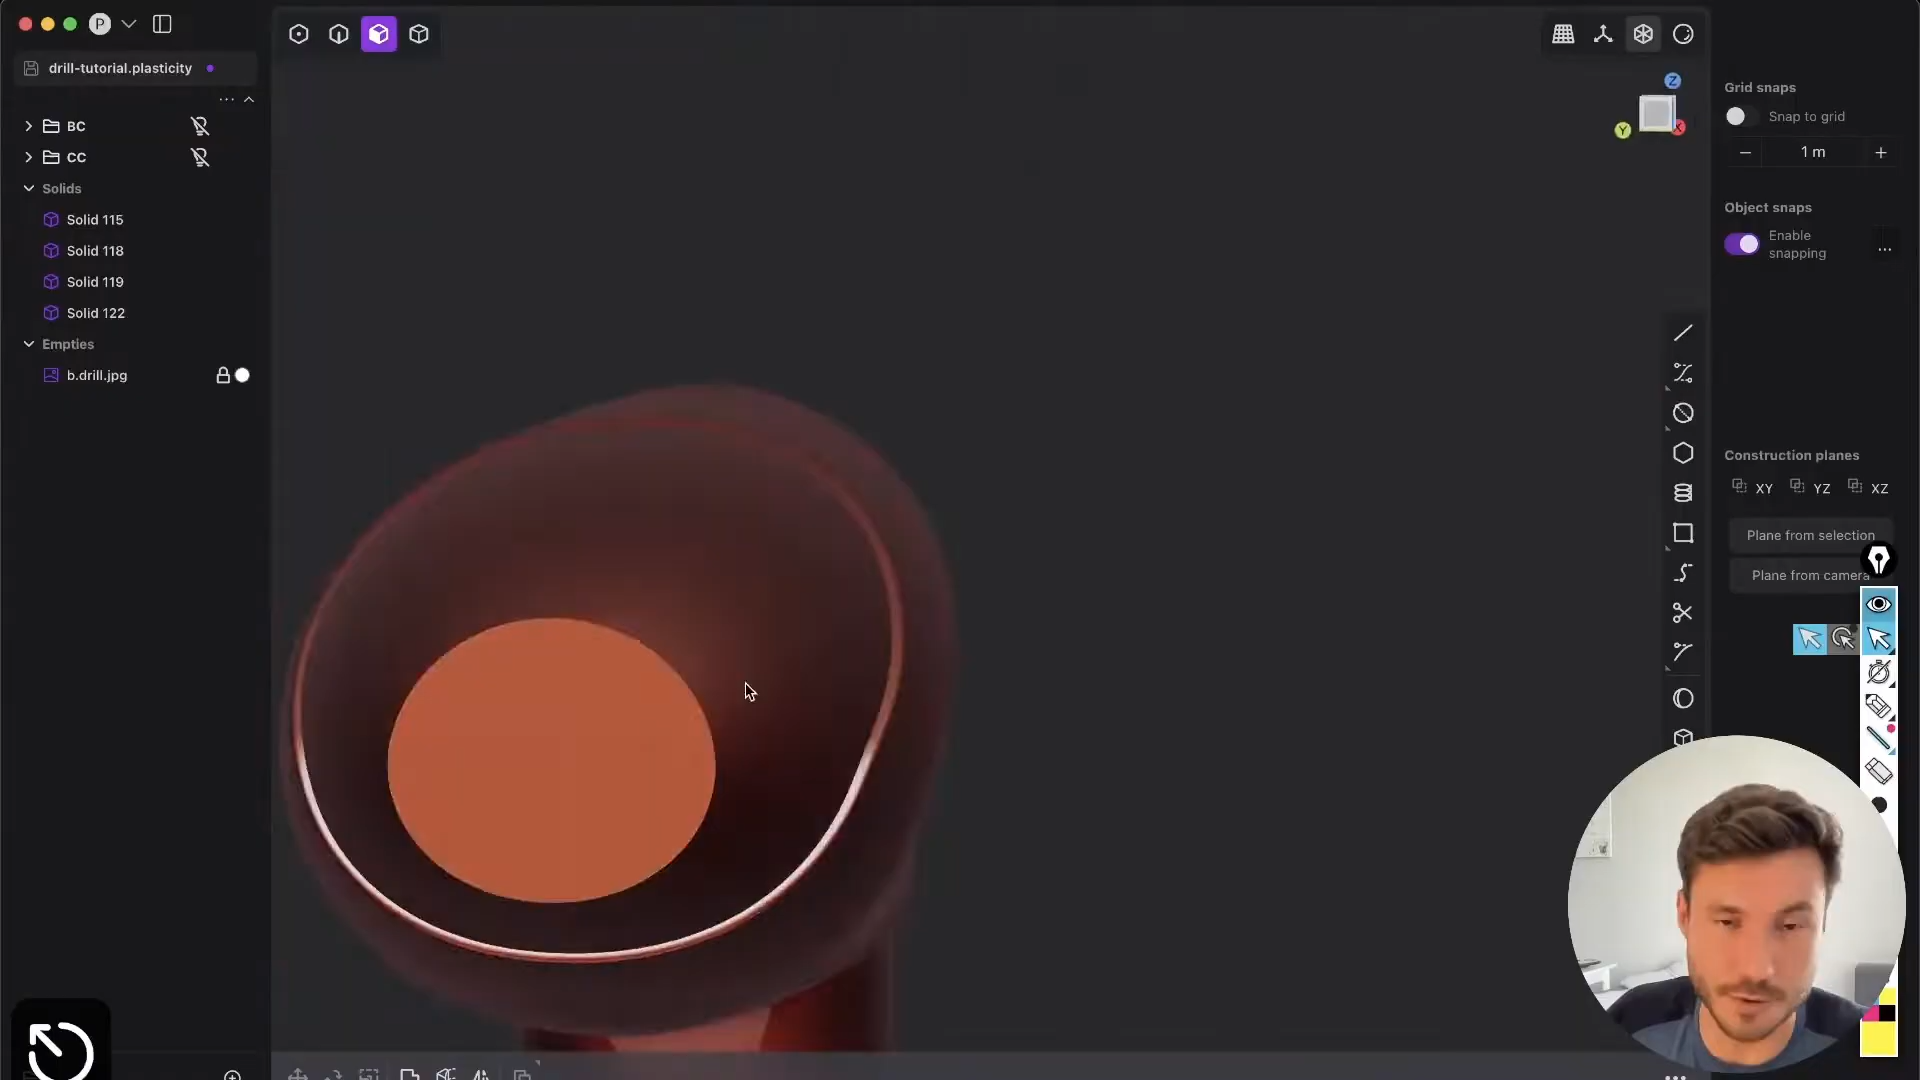 P
drill-tutorial.plasticity
BC
CC
Solids
Solid 115
Solid 118
Solid 119
Solid 122
Empties
b.drill.jpg
Z
Y
X
Grid snaps
Snap to grid
1 m
Object snaps
Enable
snapping
Construction planes
XY YZ XZ
Plane from selection
Plane from camera